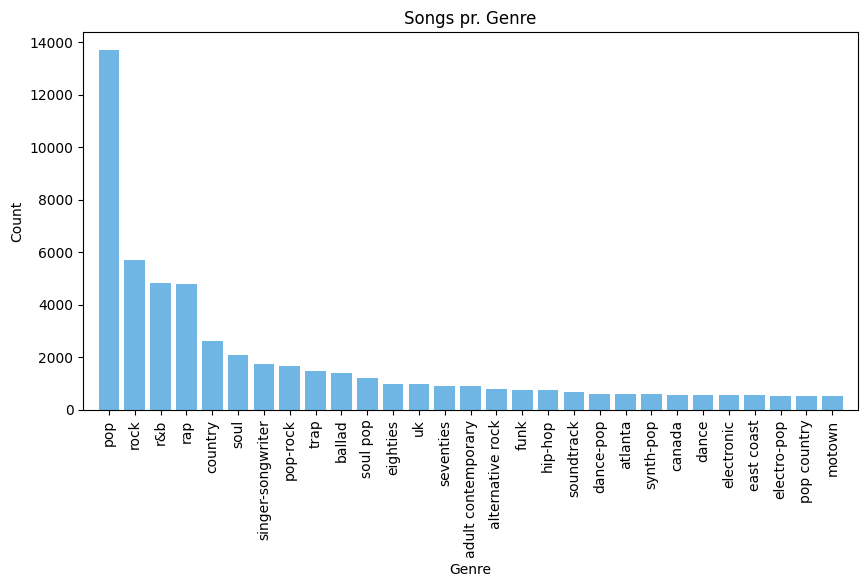 Songs pr. Genre
14000
12000
10000
8000
6000
4000
2000
0
Count
pop
rock
r&b
rap
country
soul
singer-songwriter
pop-rock
trap
ballad
soul pop
eighties
uk
seventies
adult contemporary
alternative rock
funk
hip-hop
soundtrack
dance-pop
atlanta
synth-pop
canada
dance
electronic
east coast
electro-pop
pop country
motown
Genre